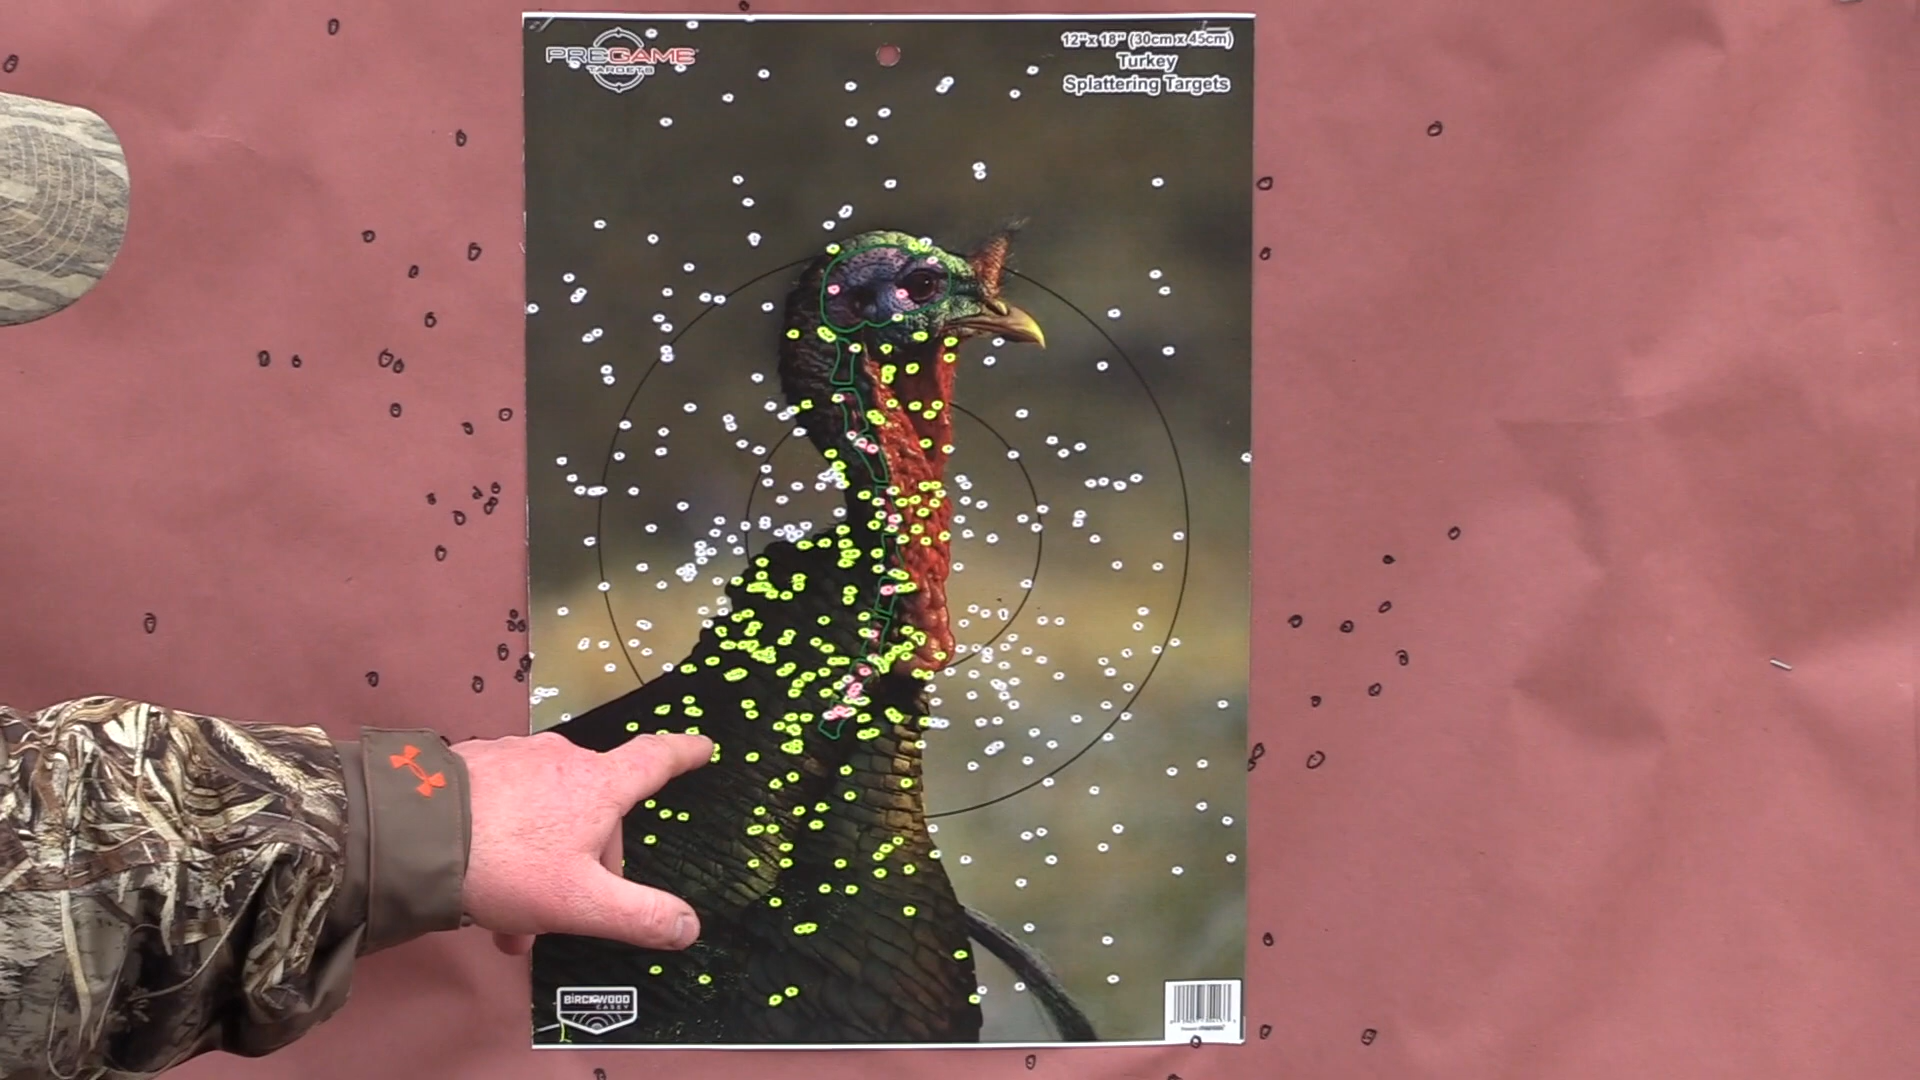 PREGAME
TARGETS
12"x 18" (30cm x 45cm)
Turkey
Splattering Targets
BIRCHWOOD
CASEY